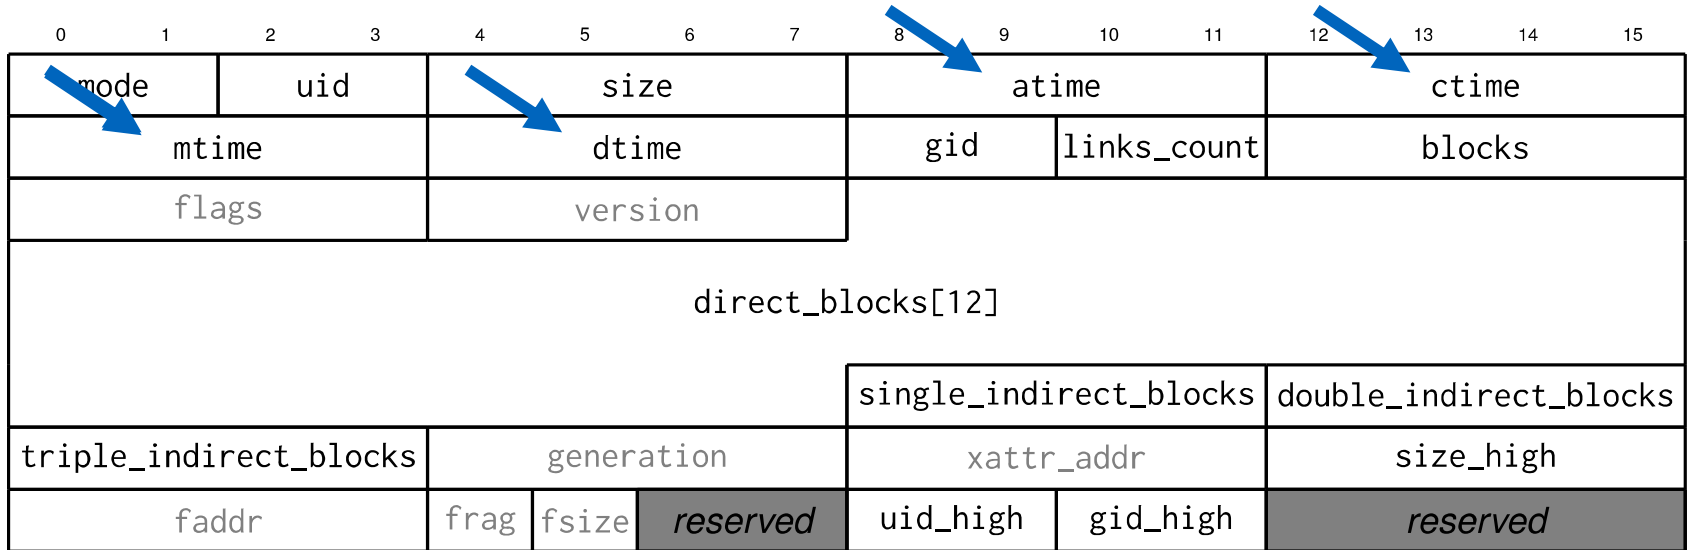 0 1 2 3 4 5 6 7 8 9 10 11 12 13 14 15
mode uid size atime ctime
mtime dtime gid links_count blocks
flags version
direct_blocks[12]
single_indirect_blocks double_indirect_blocks
triple_indirect_blocks generation xattr_addr size_high
faddr frag fsize reserved uid_high gid_high reserved